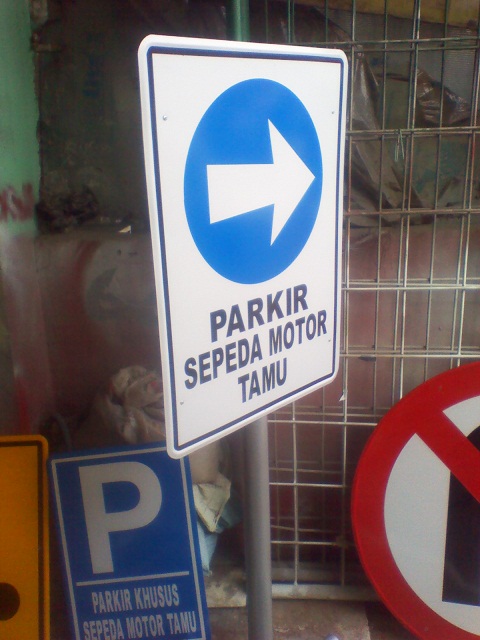 PARKIR
SEPEDA MOTOR
TAMU
P
PARKIR KHUSUS
SEPEDA MOTOR TAMU